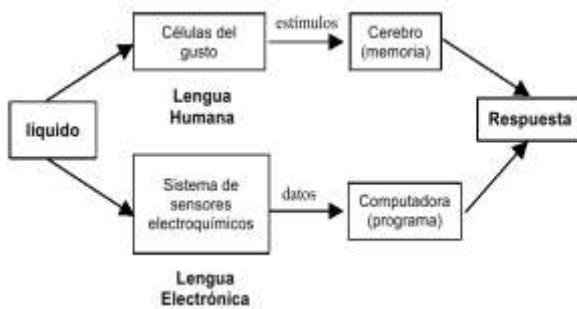 Células del
gusto
estímulos
Cerebro
(memoria)
Lengua
Humana
líquido
Respuesta
Sistema de
sensores
electroquímicos
datos
Computadora
(programa)
Lengua
Electrónica